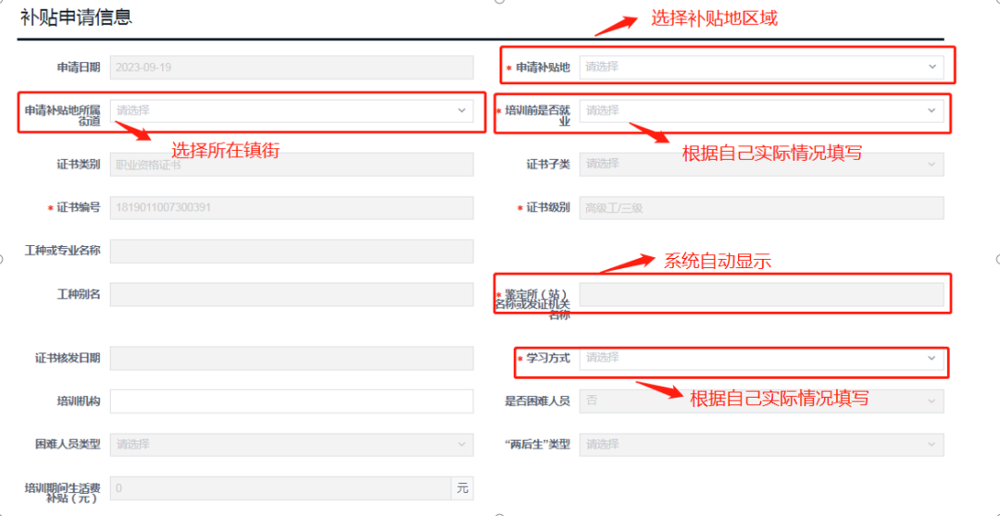 补贴申请信息
选择补贴地区域
申请日期
2023-09-19
* 申请补贴地
请选择
申请补贴地所属
街道
请选择
* 培训前是否就
业
请选择
选择所在镇街
根据自己实际情况填写
证书类别
职业资格证书
证书子类
请选择
* 证书编号
1819011007300391
* 证书级别
高级工/三级
工种或专业名称
系统自动显示
工种别名
* 鉴定所（站）
名称或发证机关
名称
证书核发日期
* 学习方式
请选择
根据自己实际情况填写
培训机构
是否困难人员
否
困难人员类型
请选择
“两后生”类型
请选择
培训期间生活费
补贴（元）
0
元